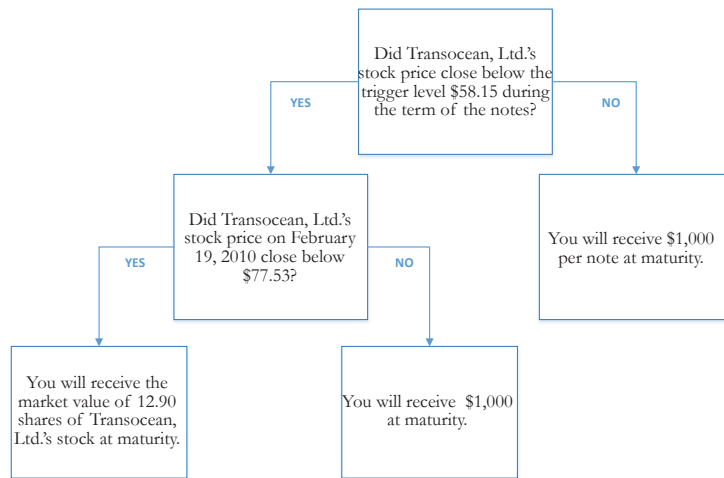 Did Transocean, Ltd.'s
stock price close below the
trigger level $58.15 during
the term of the notes?
YES
NO
Did Transocean, Ltd.'s
stock price on February
19, 2010 close below
$77.53?
You will receive $1,000
per note at maturity.
YES
NO
You will receive the
market value of 12.90
shares of Transocean,
Ltd.'s stock at maturity.
You will receive $1,000
at maturity.